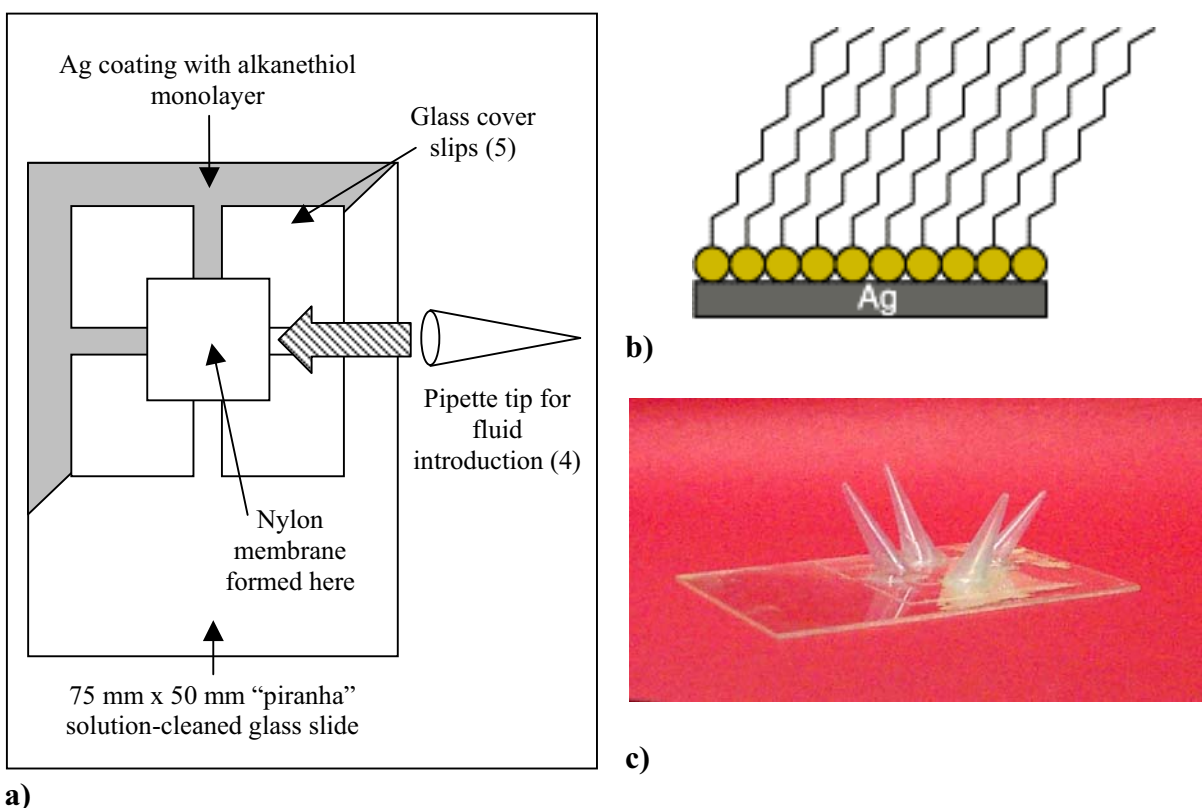 Ag coating with alkanethiol
monolayer
Glass cover
slips (5)
Pipette tip for
fluid
introduction (4)
Nylon
membrane
formed here
75 mm x 50 mm “piranha”
solution-cleaned glass slide
a)
Ag
b)
c)